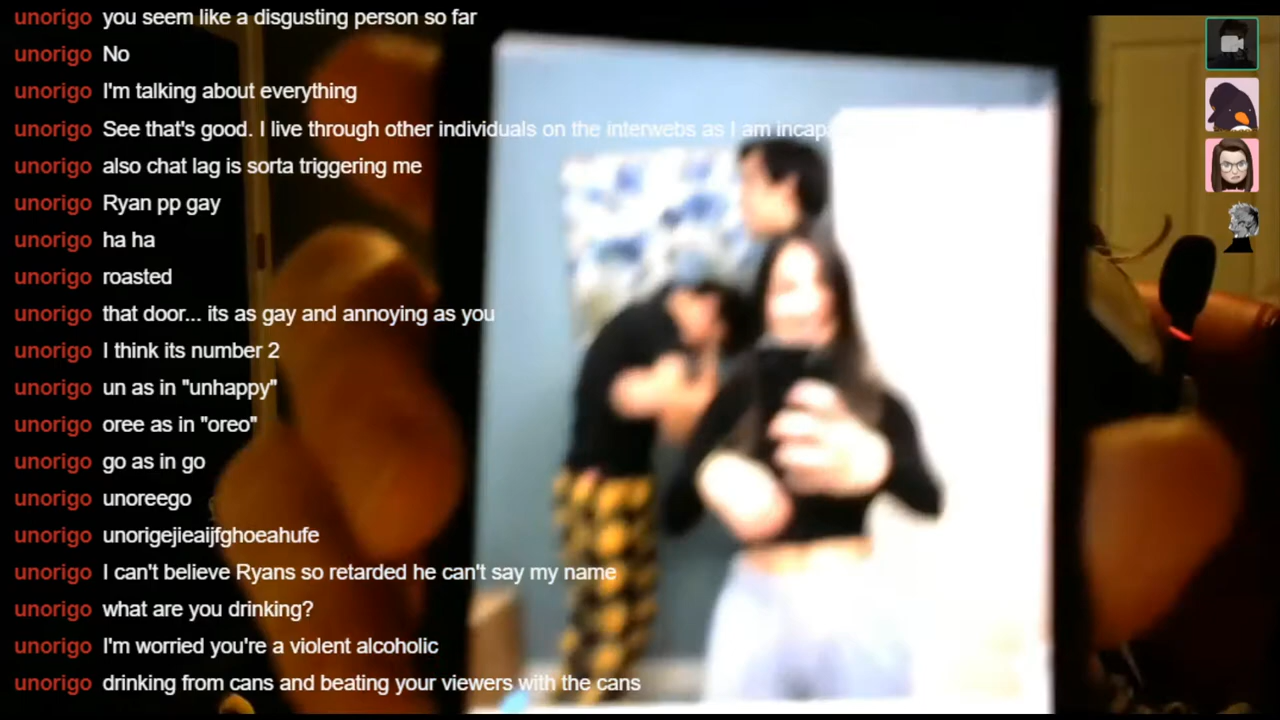 unorigo you seem like a disgusting person so far
unorigo No
unorigo I'm talking about everything
unorigo See that's good. I live through other individuals on the interwebs as I am incap
unorigo also chat lag is sorta triggering me
unorigo Ryan pp gay
unorigo ha ha
unorigo roasted
unorigo that door... its as gay and annoying as you
unorigo I think its number 2
unorigo un as in "unhappy"
unorigo oree as in "oreo"
unorigo go as in go
unorigo unoreego
unorigo unorigejieaijfghoeahufe
unorigo I can't believe Ryans so retarded he can't say my name
unorigo what are you drinking?
unorigo I'm worried you're a violent alcoholic
unorigo drinking from cans and beating your viewers with the cans